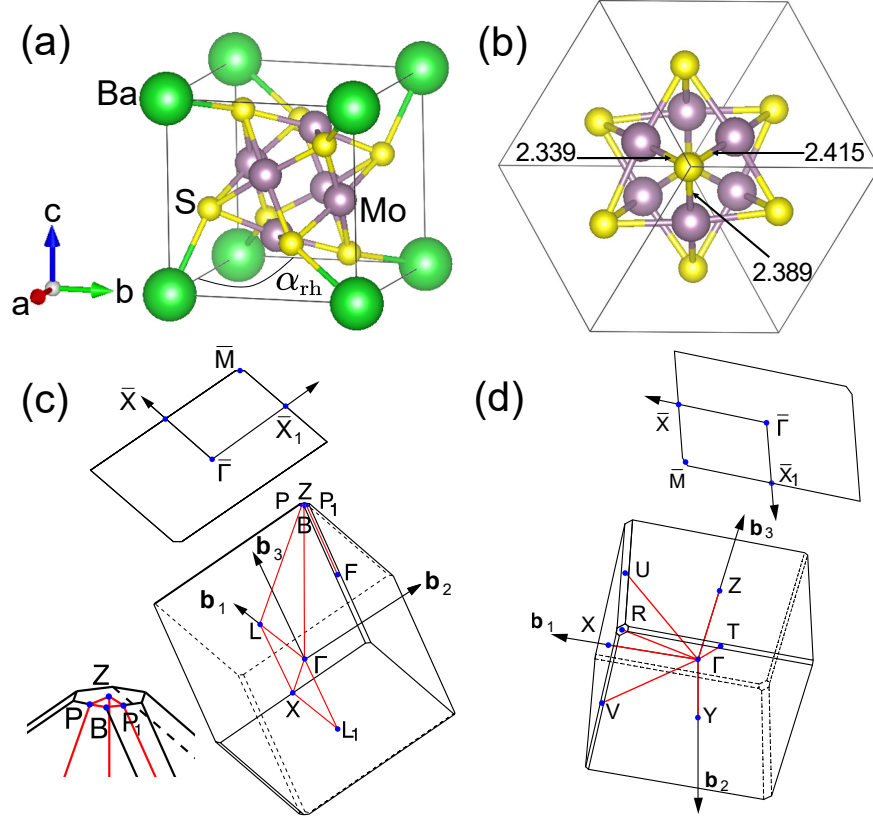 (a)
Ba
S
Mo
α_rh
c
b
a
(b)
2.339
2.415
2.389
(c)
M̅
X̅
X̅₁
Γ̅
Z
P
P₁
B
b₃
F
b₂
b₁
L
Γ
X
L₁
Z
P
B
P₁
(d)
X̅
Γ̅
M̅
X̅₁
b₃
U
Z
R
X
b₁
T
Γ
V
Y
b₂